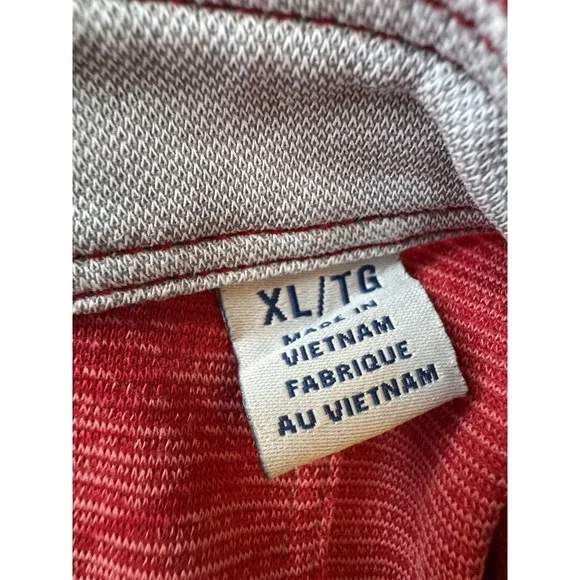 XL/TG
MADE IN
VIETNAM
FABRIQUE
AU VIETNAM